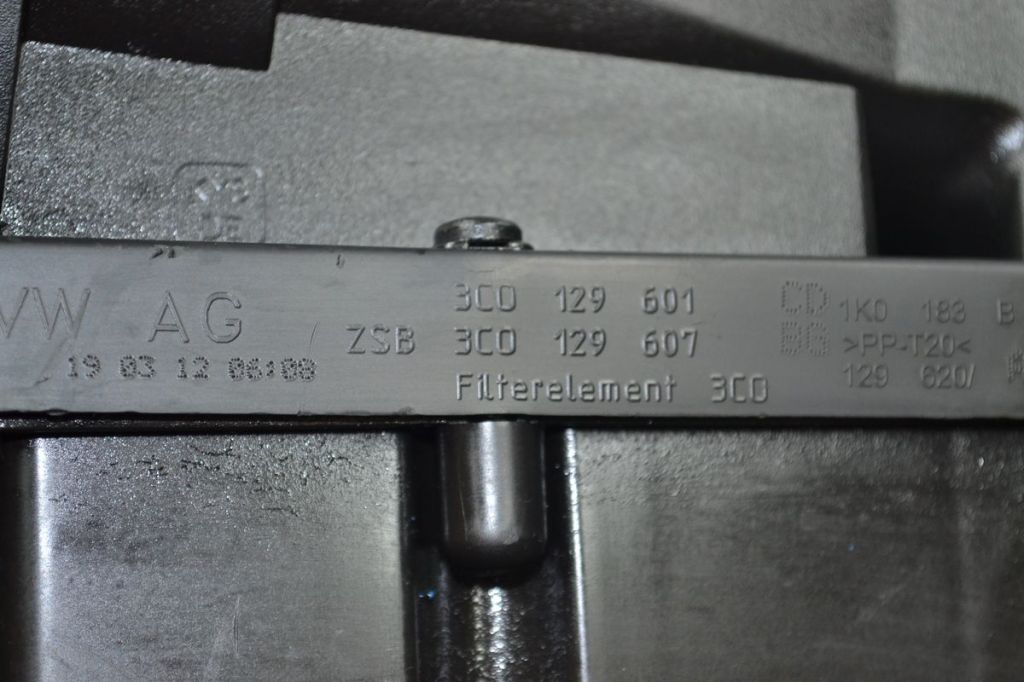 VW AG
19 03 12 06:08
ZSB
3C0 129 601 CD
3C0 129 607 BG
Filterelement 3C0
1K0 183 B
>PP-T20<
129 620/